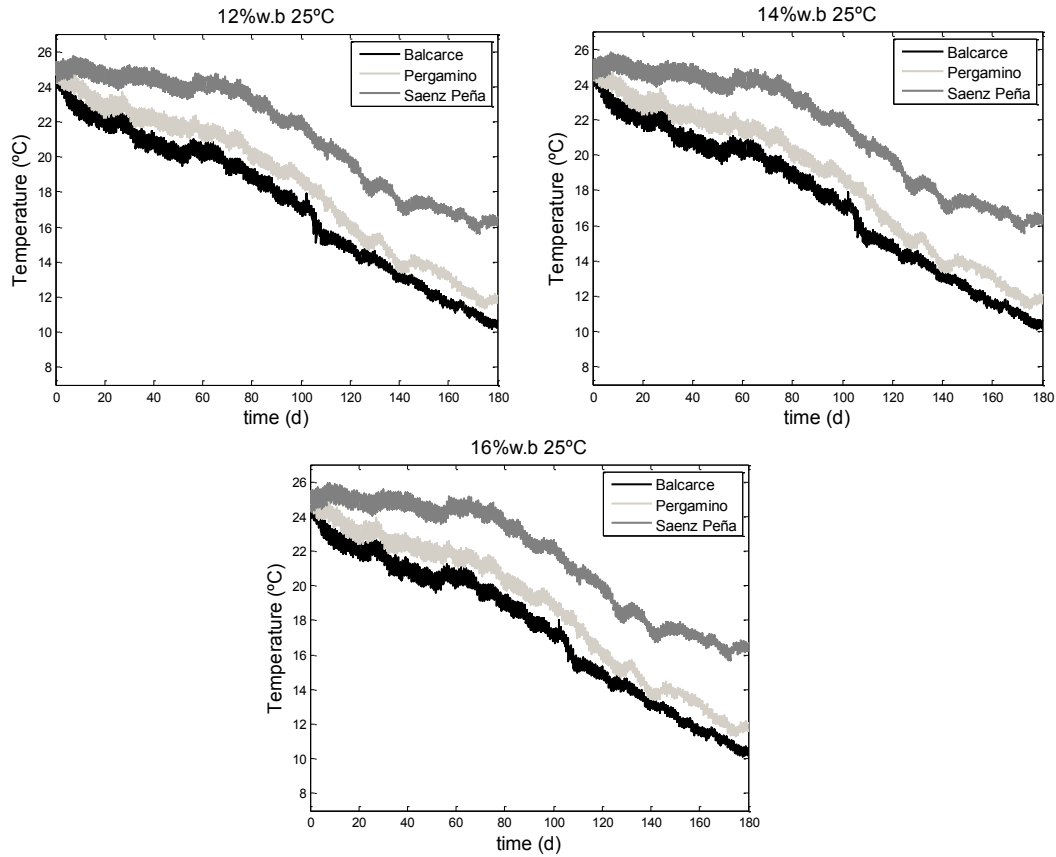 12%w.b 25ºC
26
24
22
20
18
16
14
12
10
8
Temperature (ºC)
0 20 40 60 80 100 120 140 160 180
time (d)
Balcarce
Pergamino
Saenz Peña
14%w.b 25ºC
26
24
22
20
18
16
14
12
10
8
Temperature (ºC)
0 20 40 60 80 100 120 140 160 180
time (d)
Balcarce
Pergamino
Saenz Peña
16%w.b 25ºC
26
24
22
20
18
16
14
12
10
8
Temperature (ºC)
0 20 40 60 80 100 120 140 160 180
time (d)
Balcarce
Pergamino
Saenz Peña